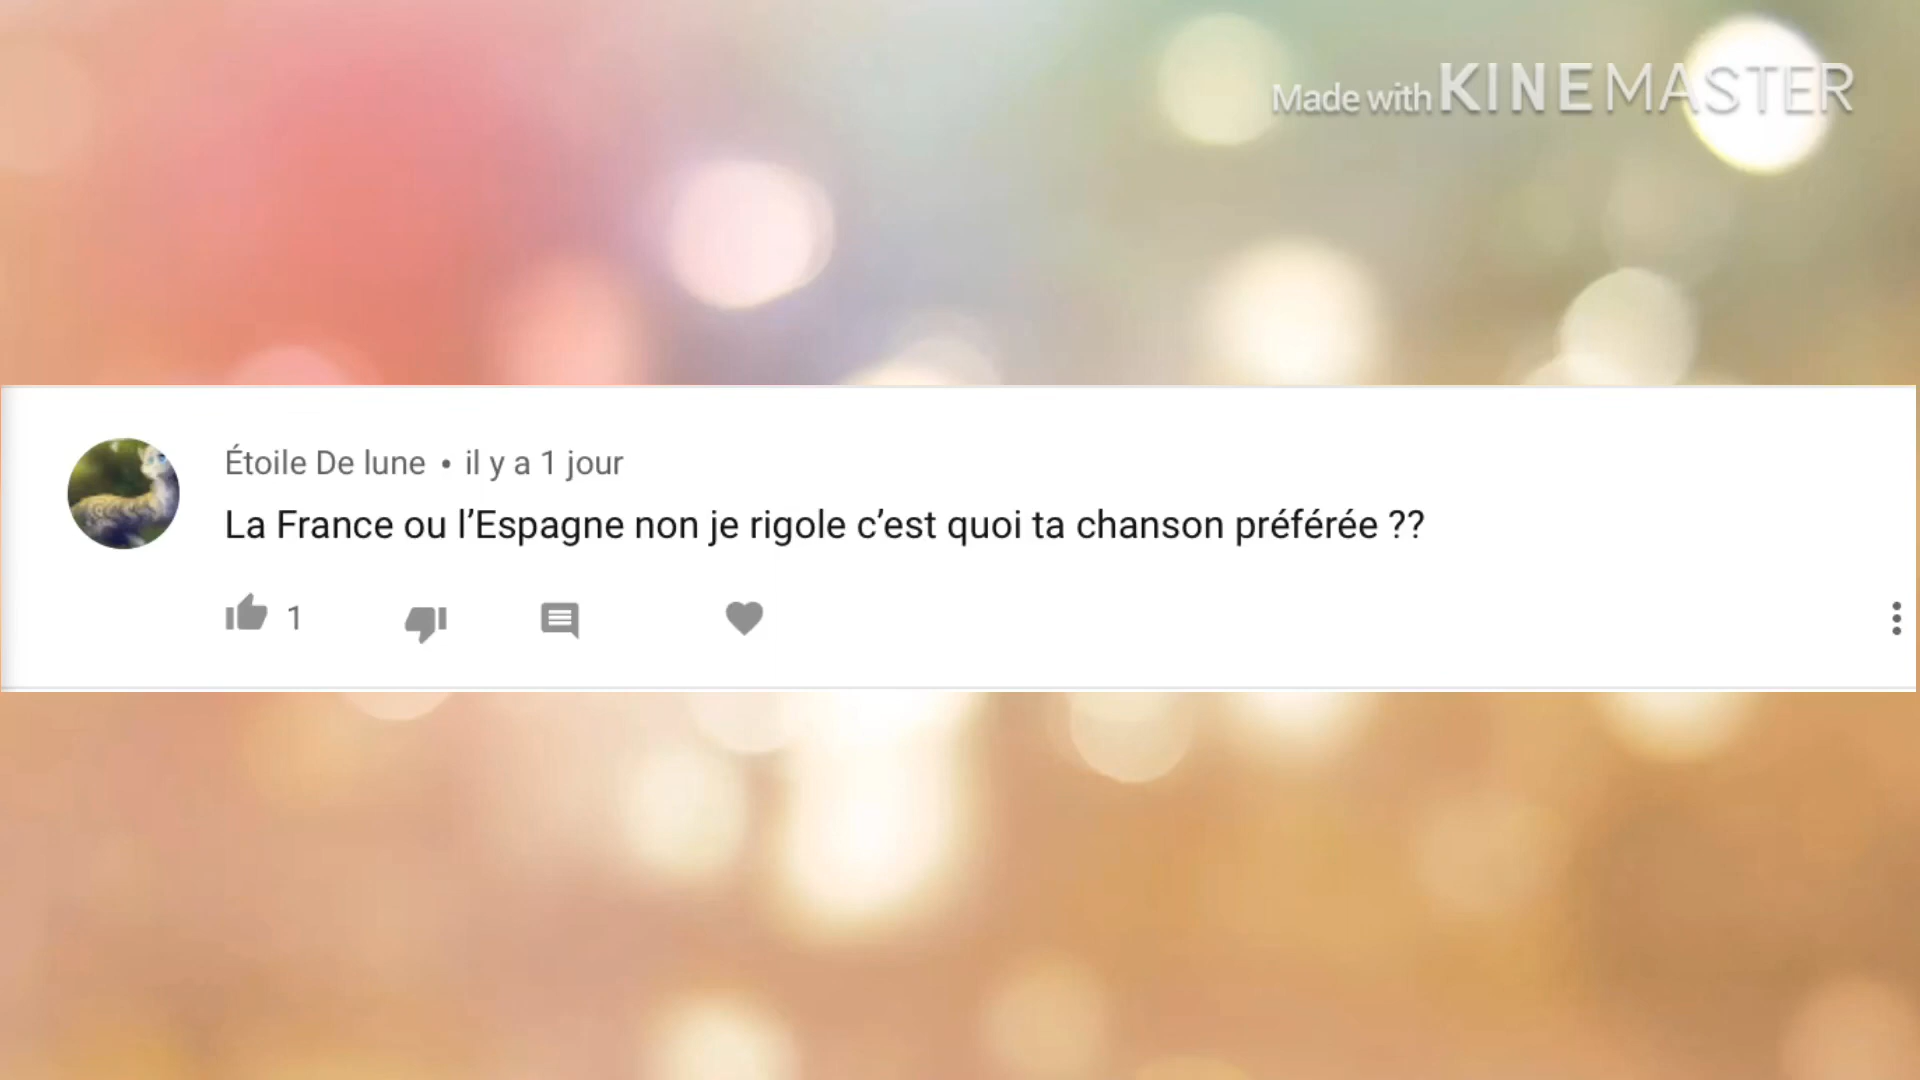 Made with KINEMASTER
Étoile De lune • il y a 1 jour
La France ou l’Espagne non je rigole c’est quoi ta chanson préférée ??
1